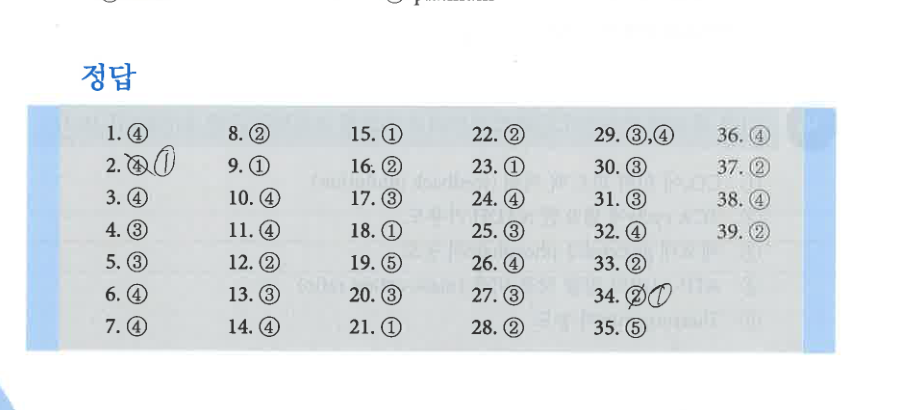 정답
1. ④ 8. ② 15. ① 22. ② 29. ③,④ 36. ④
2. ④ ① 9. ① 16. ② 23. ① 30. ③ 37. ②
3. ④ 10. ④ 17. ③ 24. ④ 31. ③ 38. ④
4. ③ 11. ④ 18. ① 25. ③ 32. ④ 39. ②
5. ③ 12. ② 19. ⑤ 26. ④ 33. ②
6. ④ 13. ③ 20. ③ 27. ③ 34. ② ①
7. ④ 14. ④ 21. ① 28. ② 35. ⑤